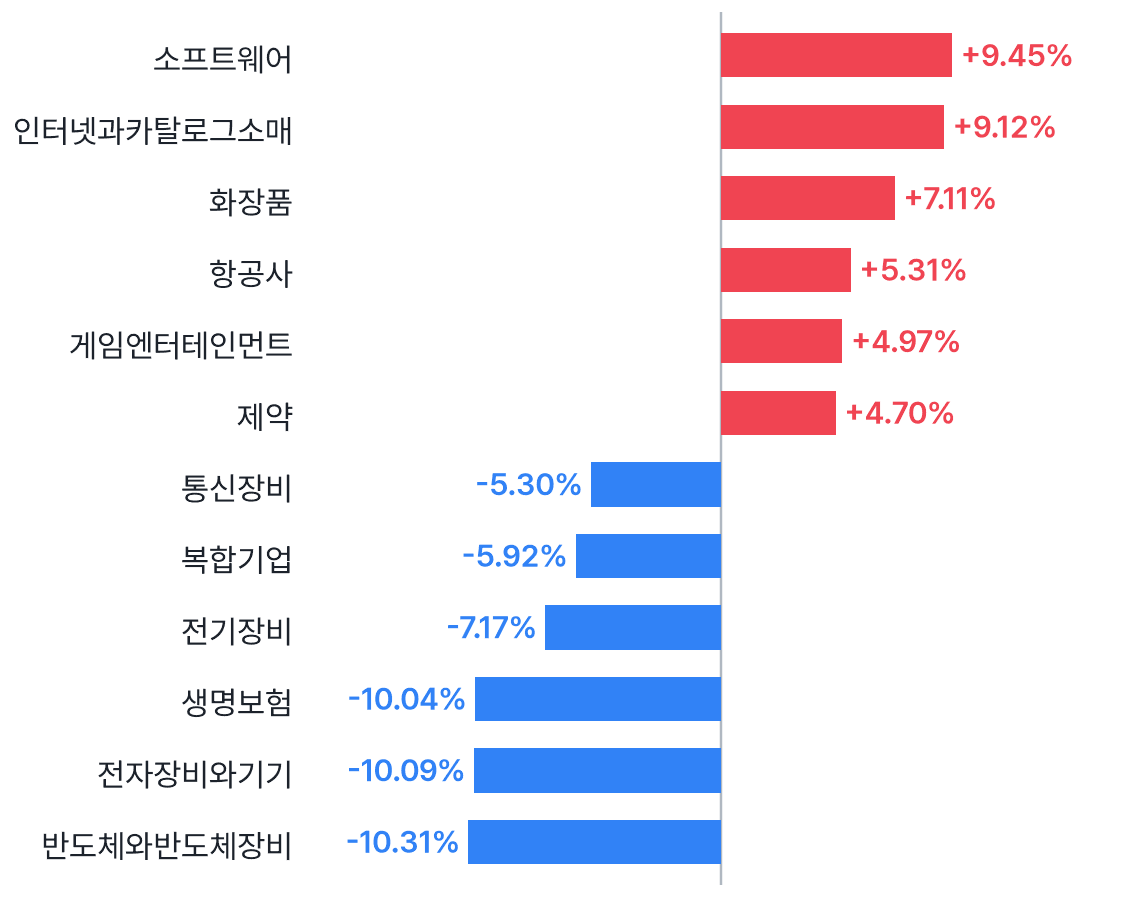 소프트웨어 +9.45%
인터넷과카탈로그소매 +9.12%
화장품 +7.11%
항공사 +5.31%
게임엔터테인먼트 +4.97%
제약 +4.70%
통신장비 -5.30%
복합기업 -5.92%
전기장비 -7.17%
생명보험 -10.04%
전자장비와기기 -10.09%
반도체와반도체장비 -10.31%